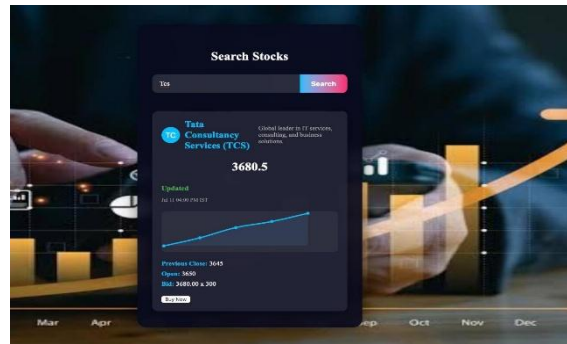 Search Stocks
Tcs
Search
TC
Tata
Consultancy
Services (TCS)
Global leader in IT services,
consulting, and business
solutions.
3680.5
Updated
Previous Close: 3645
Open: 3650
Bid: 3680.00 x 300
Buy Now
Mar Apr ep Oct Nov Dec